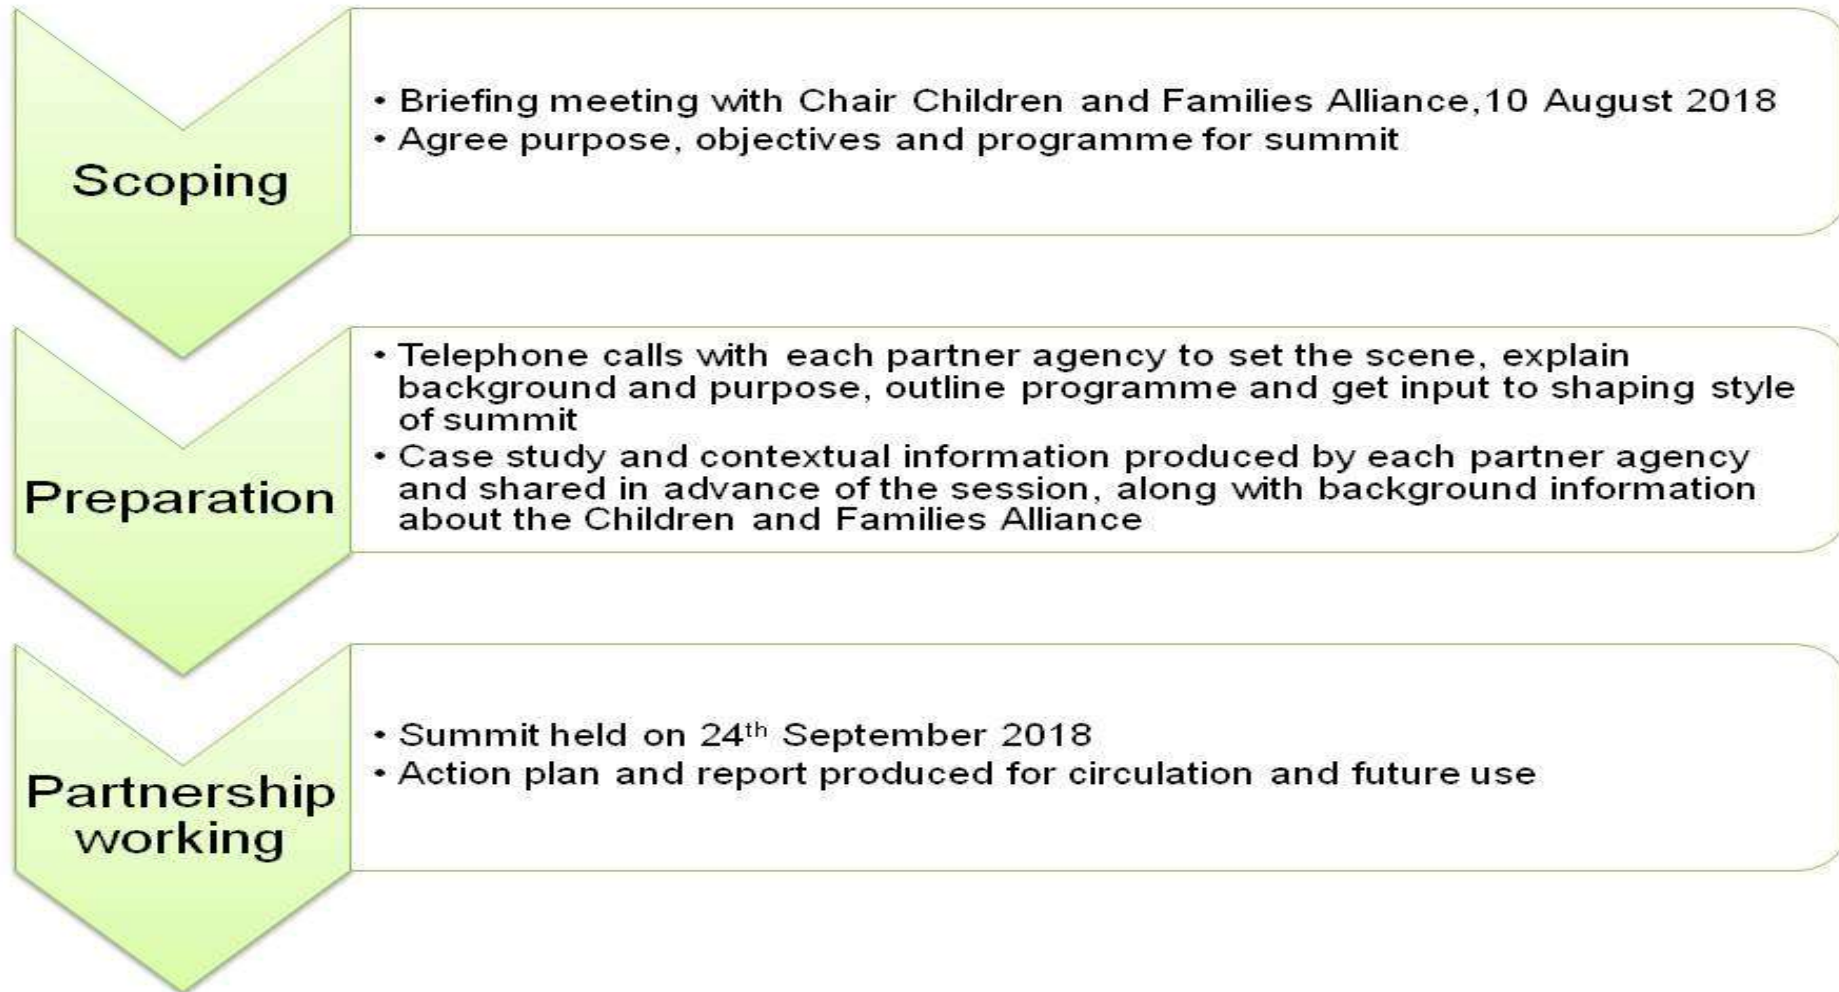 Scoping
• Briefing meeting with Chair Children and Families Alliance,10 August 2018
• Agree purpose, objectives and programme for summit
Preparation
• Telephone calls with each partner agency to set the scene, explain
background and purpose, outline programme and get input to shaping style
of summit
• Case study and contextual information produced by each partner agency
and shared in advance of the session, along with background information
about the Children and Families Alliance
Partnership
working
• Summit held on 24th September 2018
• Action plan and report produced for circulation and future use